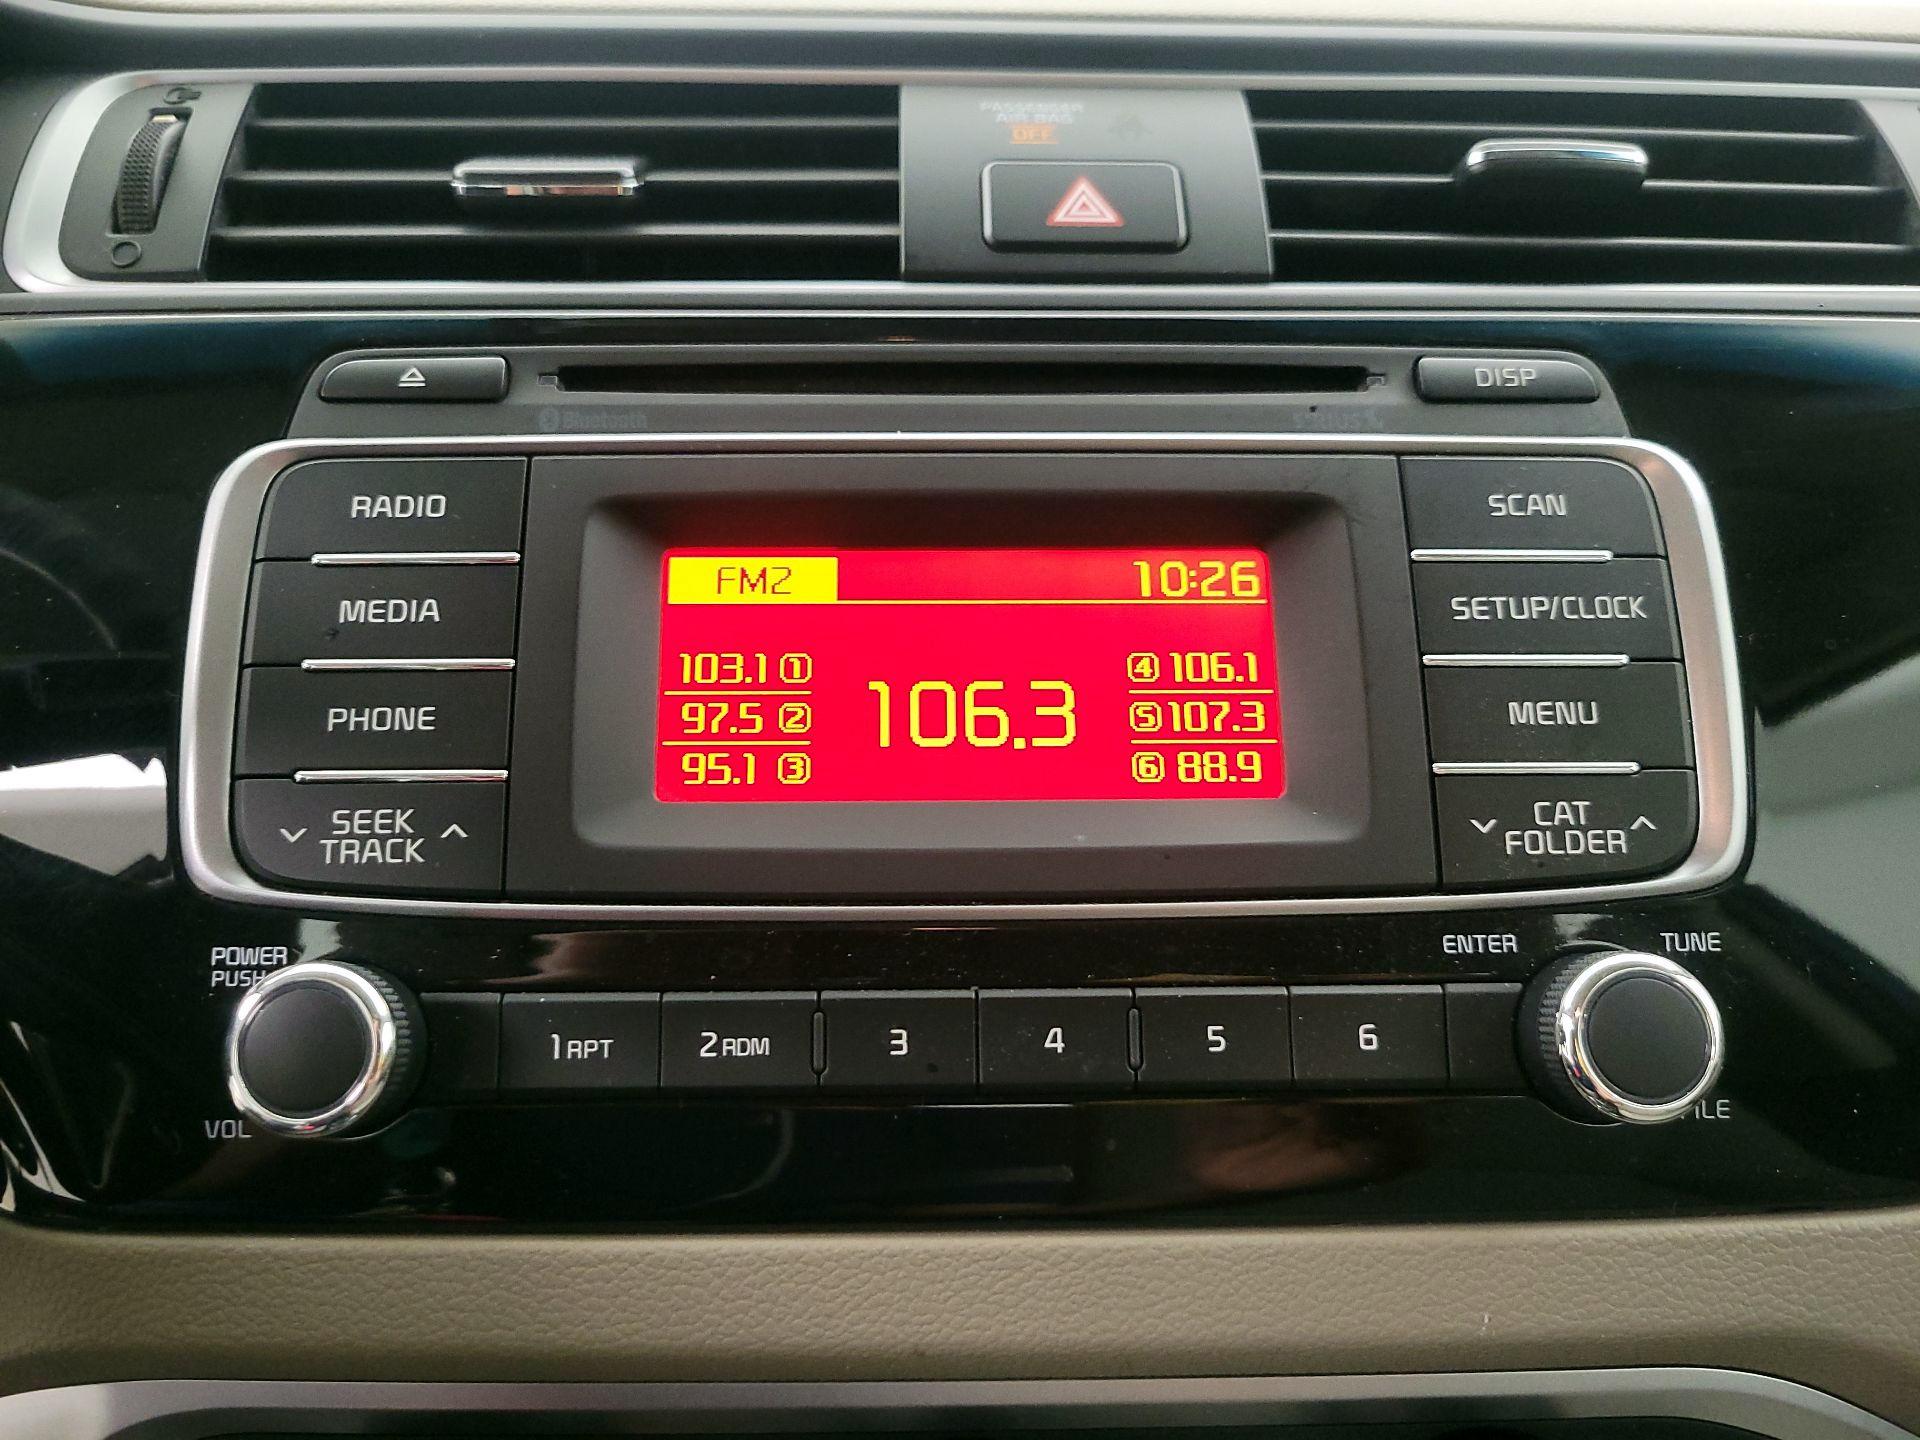 PASSENGER
AIR BAG
OFF
DISP
Bluetooth
SIRIUS
RADIO
SCAN
MEDIA
SETUP/CLOCK
PHONE
MENU
SEEK
TRACK
CAT
FOLDER
FM2 10:26
103.1 1
97.5 2
95.1 3
106.3
4 106.1
5 107.3
6 88.9
POWER
PUSH
VOL
ENTER
TUNE
1 RPT
2 RDM
3
4
5
6